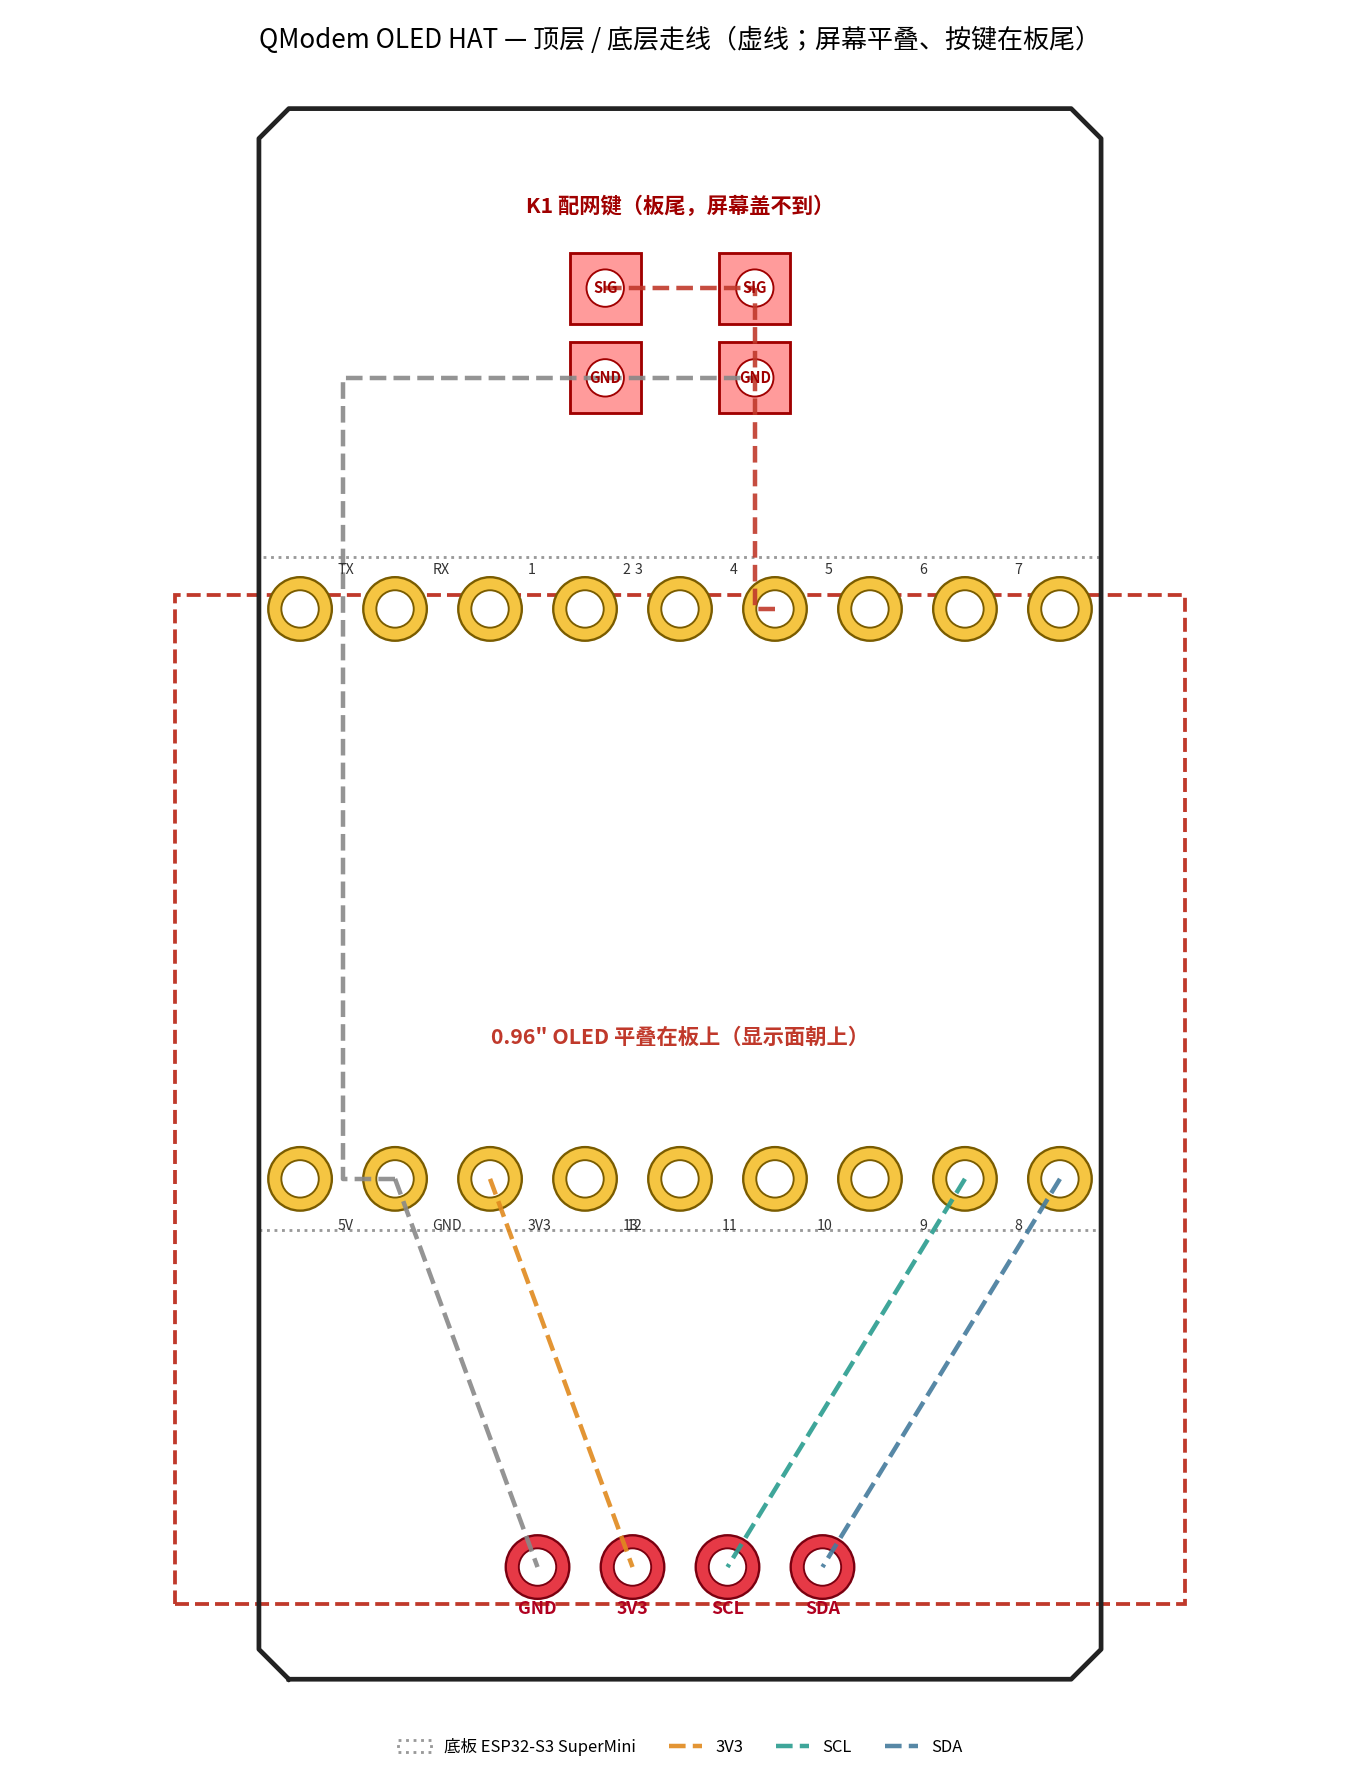 QModem OLED HAT — 顶层 / 底层走线（虚线；屏幕平叠、按键在板尾）
K1 配网键（板尾，屏幕盖不到）
SIG SIG
GND GND
TX RX 1 2 3 4 5 6 7
0.96" OLED 平叠在板上（显示面朝上）
5V GND 3V3 13 12 11 10 9 8
GND 3V3 SCL SDA
底板 ESP32-S3 SuperMini 3V3 SCL SDA